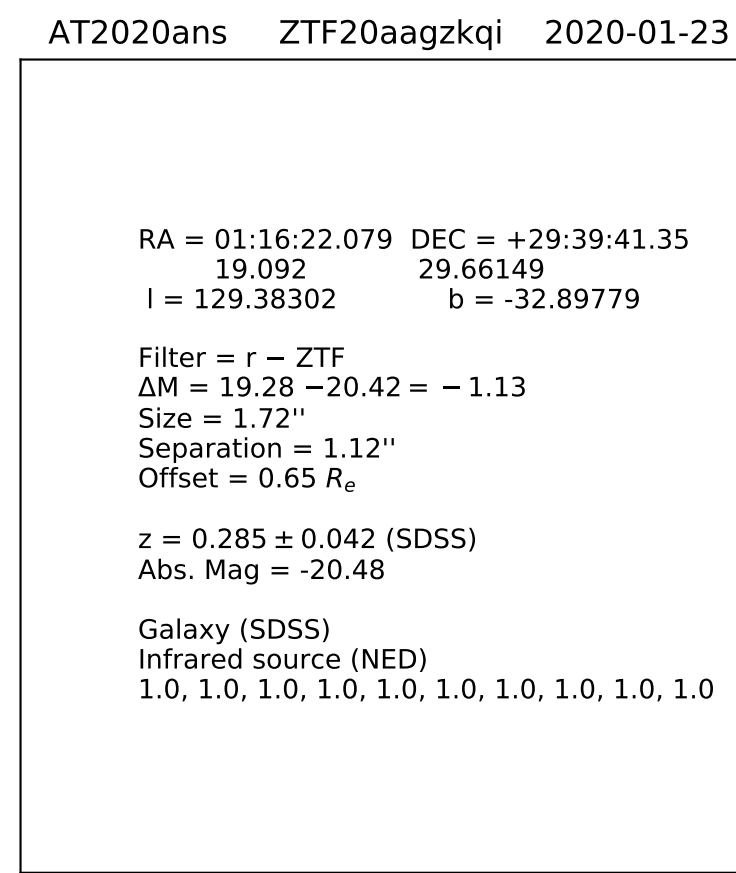 AT2020ans ZTF20aagzkqi 2020-01-23
RA = 01:16:22.079 DEC = +29:39:41.35
19.092 29.66149
l = 129.38302 b = -32.89779
Filter = r − ZTF
ΔM = 19.28 −20.42 = − 1.13
Size = 1.72''
Separation = 1.12''
Offset = 0.65 Re
z = 0.285 ± 0.042 (SDSS)
Abs. Mag = -20.48
Galaxy (SDSS)
Infrared source (NED)
1.0, 1.0, 1.0, 1.0, 1.0, 1.0, 1.0, 1.0, 1.0, 1.0